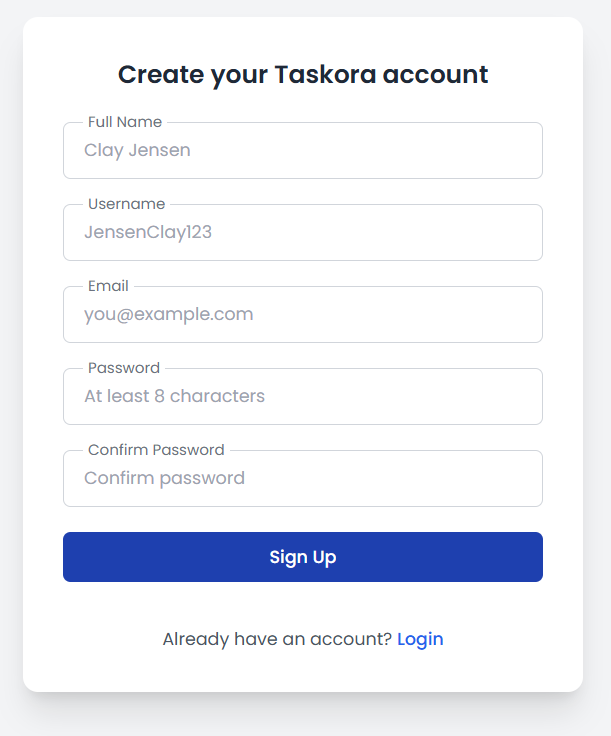 Create your Taskora account
Full Name
Clay Jensen
Username
JensenClay123
Email
you@example.com
Password
At least 8 characters
Confirm Password
Confirm password
Sign Up
Already have an account? Login